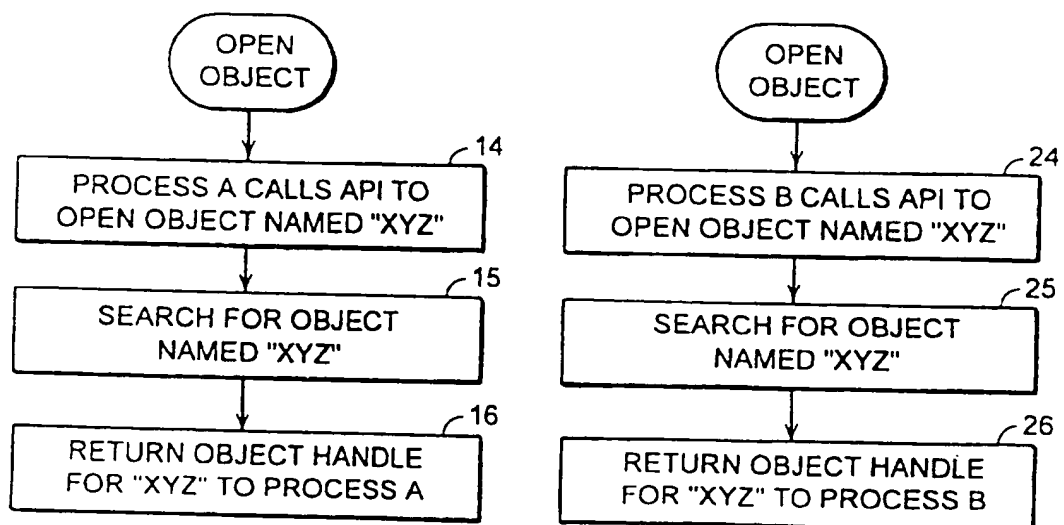 OPEN
OBJECT
14
PROCESS A CALLS API TO
OPEN OBJECT NAMED "XYZ"
15
SEARCH FOR OBJECT
NAMED "XYZ"
16
RETURN OBJECT HANDLE
FOR "XYZ" TO PROCESS A
OPEN
OBJECT
24
PROCESS B CALLS API TO
OPEN OBJECT NAMED "XYZ"
25
SEARCH FOR OBJECT
NAMED "XYZ"
26
RETURN OBJECT HANDLE
FOR "XYZ" TO PROCESS B